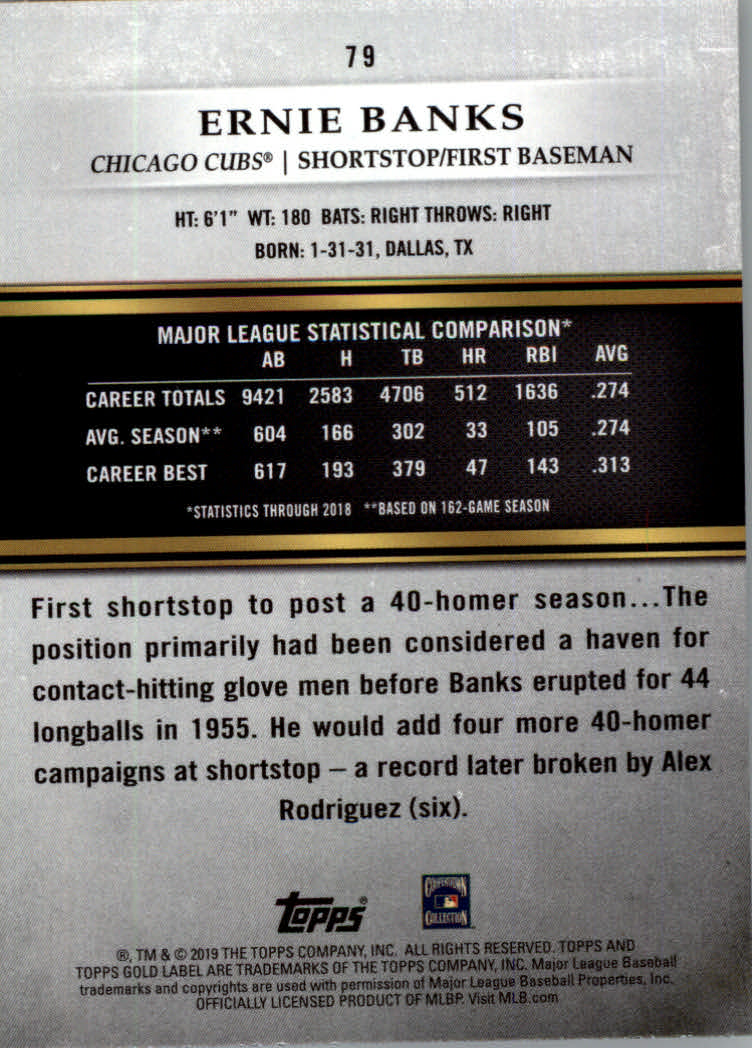 79
ERNIE BANKS
CHICAGO CUBS® | SHORTSTOP/FIRST BASEMAN
HT: 6'1" WT: 180 BATS: RIGHT THROWS: RIGHT
BORN: 1-31-31, DALLAS, TX
MAJOR LEAGUE STATISTICAL COMPARISON*
AB H TB HR RBI AVG
CAREER TOTALS 9421 2583 4706 512 1636 .274
AVG. SEASON** 604 166 302 33 105 .274
CAREER BEST 617 193 379 47 143 .313
*STATISTICS THROUGH 2018 **BASED ON 162-GAME SEASON
First shortstop to post a 40-homer season...The
position primarily had been considered a haven for
contact-hitting glove men before Banks erupted for 44
longballs in 1955. He would add four more 40-homer
campaigns at shortstop – a record later broken by Alex
Rodriguez (six).
topps®
COOPERSTOWN
COLLECTION
®, TM & © 2019 THE TOPPS COMPANY, INC. ALL RIGHTS RESERVED. TOPPS AND
TOPPS GOLD LABEL ARE TRADEMARKS OF THE TOPPS COMPANY, INC. Major League Baseball
trademarks and copyrights are used with permission of Major League Baseball Properties, Inc.
OFFICIALLY LICENSED PRODUCT OF MLBP. Visit MLB.com